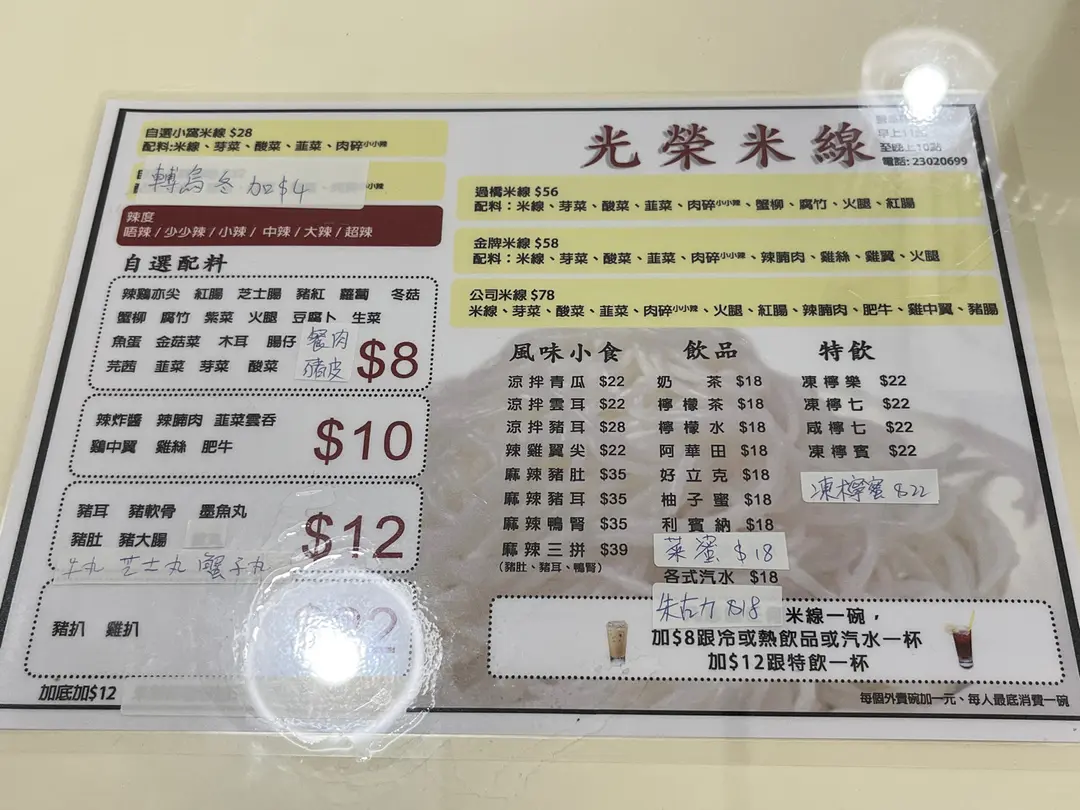 自選小窩米線 $28
配料:米線、芽菜、酸菜、韮菜、肉碎小小辣
轉烏冬加$4
小辣
辣度
唔辣 / 少少辣 / 小辣 / 中辣 / 大辣 / 超辣
自選配料
辣雞亦尖 紅腸 芝士腸 豬紅 蘿蔔 冬菇
蟹柳 腐竹 紫菜 火腿 豆腐卜 生菜
魚蛋 金菇菜 木耳 腸仔 餐肉
芫茜 韮菜 芽菜 酸菜 豬皮
$8
辣炸醬 辣腩肉 韮菜雲吞
雞中翼 雞絲 肥牛
$10
豬耳 豬軟骨 墨魚丸
豬肚 豬大腸
牛丸 芝士丸 蟹子丸
$12
豬扒 雞扒
加底加$12
光榮米線
早上11
至晚上10點
電話: 23020699
過橋米線 $56
配料：米線、芽菜、酸菜、韮菜、肉碎小小辣、蟹柳、腐竹、火腿、紅腸
金牌米線 $58
配料：米線、芽菜、酸菜、韮菜、肉碎小小辣、辣腩肉、雞絲、雞翼、火腿
公司米線 $78
米線、芽菜、酸菜、韮菜、肉碎小小辣、火腿、紅腸、辣腩肉、肥牛、雞中翼、豬腸
風味小食
涼拌青瓜 $22
涼拌雲耳 $22
涼拌豬耳 $28
辣雞翼尖 $22
麻辣豬肚 $35
麻辣豬耳 $35
麻辣鴨腎 $35
麻辣三拼 $39
(豬肚、豬耳、鴨腎)
飲品
奶茶 $18
檸檬茶 $18
檸檬水 $18
阿華田 $18
好立克 $18
柚子蜜 $18
利賓納 $18
菜蜜 $18
各式汽水 $18
朱古力 $18
特飲
凍檸樂 $22
凍檸七 $22
咸檸七 $22
凍檸賓 $22
凍檸蜜 $22
米線一碗，
加$8跟冷或熱飲品或汽水一杯
加$12跟特飲一杯
每個外賣碗加一元、每人最底消費一碗